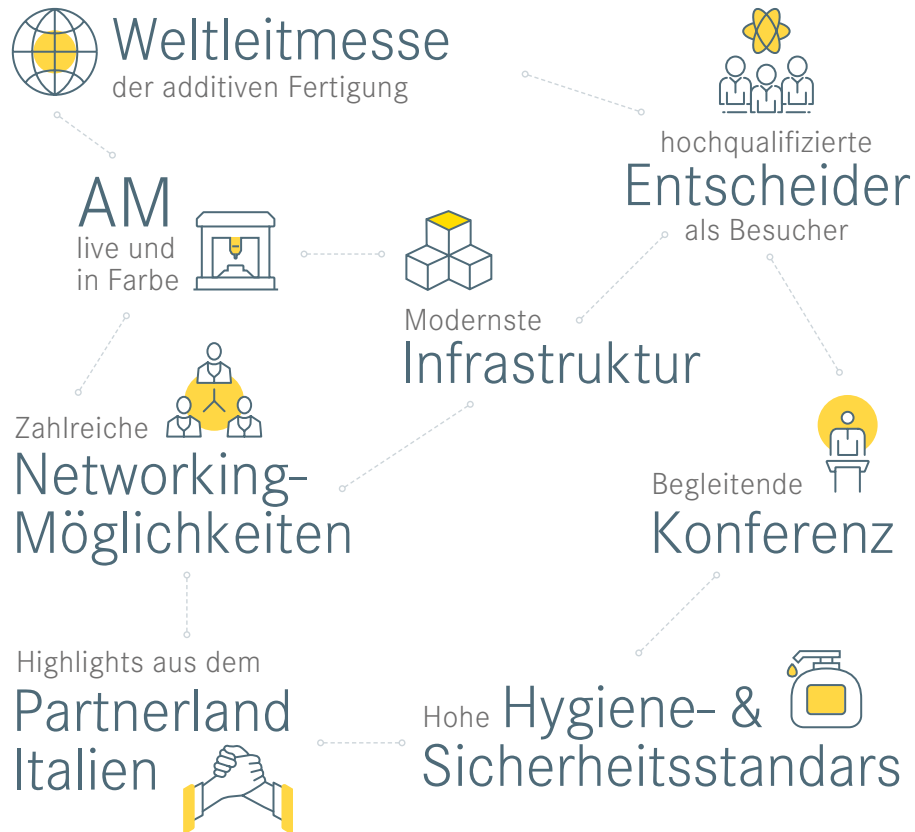 Weltleitmesse
der additiven Fertigung
hochqualifizierte
Entscheider
als Besucher
AM
live und
in Farbe
Modernste
Infrastruktur
Zahlreiche
Networking-
Möglichkeiten
Begleitende
Konferenz
Highlights aus dem
Partnerland
Italien
Hohe Hygiene- &
Sicherheitsstandars